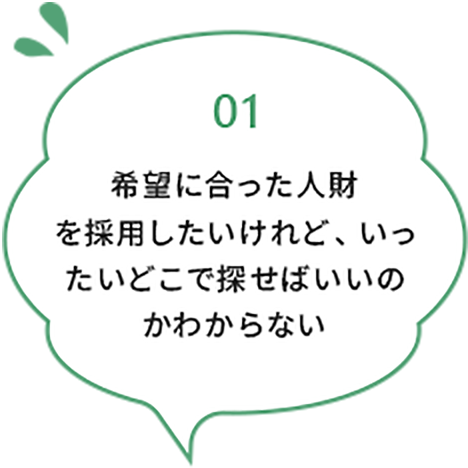 01
希望に合った人財
を採用したいけれど、いっ
たいどこで探せばいいの
かわからない